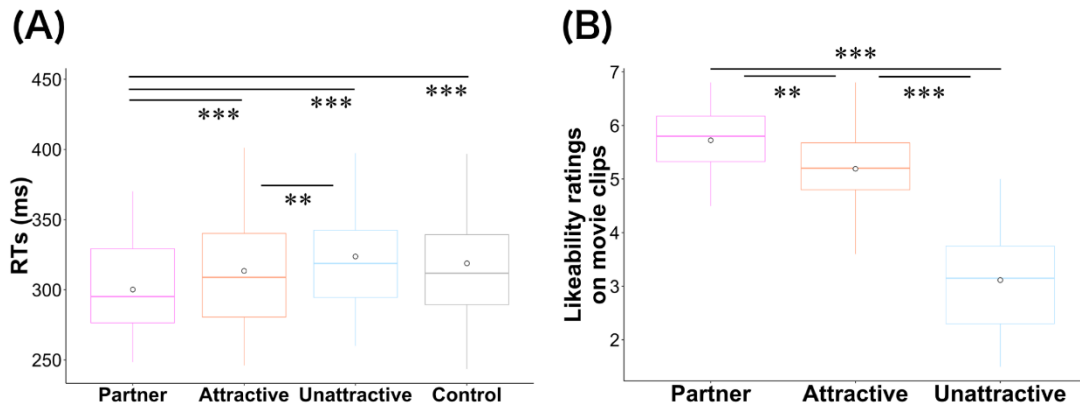 (A)
450
400
350
300
250
RTs (ms)
***
***
***
**
Partner
Attractive
Unattractive
Control
(B)
7
6
5
4
3
2
Likeability ratings
on movie clips
***
**
***
Partner
Attractive
Unattractive